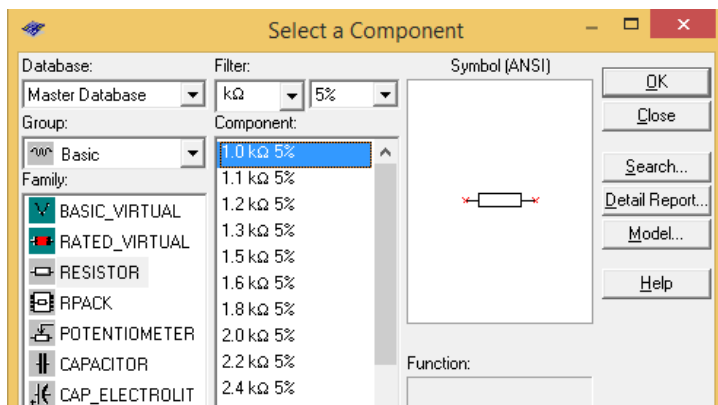 Select a Component
Database:
Master Database
Group:
Basic
Family:
BASIC_VIRTUAL
RATED_VIRTUAL
RESISTOR
RPACK
POTENTIOMETER
CAPACITOR
CAP_ELECTROLIT
Filter:
kΩ 5%
Component:
1.0 kΩ 5%
1.1 kΩ 5%
1.2 kΩ 5%
1.3 kΩ 5%
1.5 kΩ 5%
1.6 kΩ 5%
1.8 kΩ 5%
2.0 kΩ 5%
2.2 kΩ 5%
2.4 kΩ 5%
Symbol (ANSI)
Function:
OK
Close
Search...
Detail Report...
Model...
Help